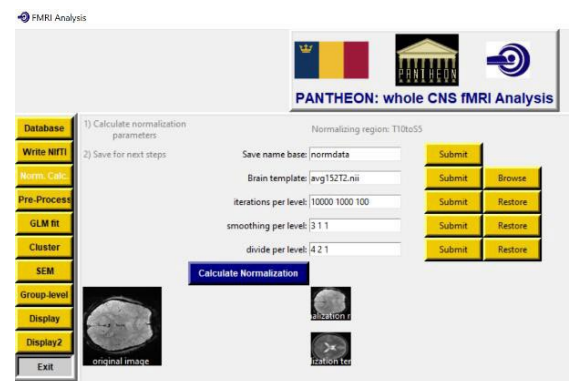 FMRI Analysis
PANTHEON
PANTHEON: whole CNS fMRI Analysis
Database
Write NIfTI
Norm. Calc.
Pre-Process
GLM fit
Cluster
SEM
Group-level
Display
Display2
Exit
1) Calculate normalization
parameters
2) Save for next steps
Normalizing region: T10toS5
Save name base: normdata Submit
Brain template: avg152T2.nii Submit Browse
iterations per level: 10000 1000 100 Submit Restore
smoothing per level: 3 1 1 Submit Restore
divide per level: 4 2 1 Submit Restore
Calculate Normalization
original image
alization r
lization ter